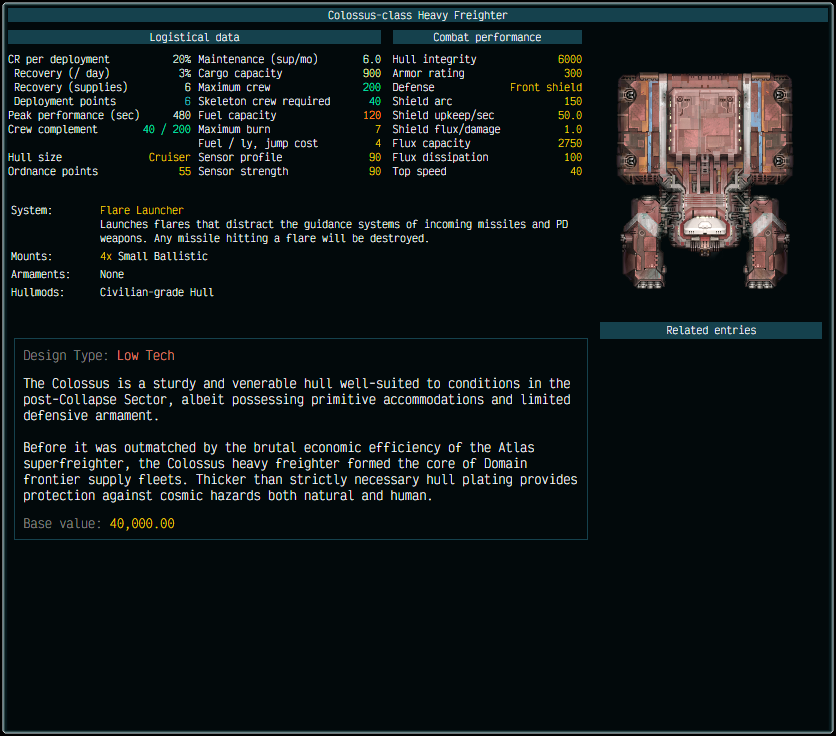 Colossus-class Heavy Freighter
Logistical data
Combat performance
CR per deployment 20% Maintenance (sup/mo) 6.0 Hull integrity 6000
Recovery (/ day) 3% Cargo capacity 900 Armor rating 300
Recovery (supplies) 6 Maximum crew 200 Defense Front shield
Deployment points 6 Skeleton crew required 40 Shield arc 150
Peak performance (sec) 480 Fuel capacity 120 Shield upkeep/sec 50.0
Crew complement 40 / 200 Maximum burn 7 Shield flux/damage 1.0
Fuel / ly, jump cost 4 Flux capacity 2750
Hull size Cruiser Sensor profile 90 Flux dissipation 100
Ordnance points 55 Sensor strength 90 Top speed 40
System: Flare Launcher
Launches flares that distract the guidance systems of incoming missiles and PD
weapons. Any missile hitting a flare will be destroyed.
Mounts: 4x Small Ballistic
Armaments: None
Hullmods: Civilian-grade Hull
Related entries
Design Type: Low Tech
The Colossus is a sturdy and venerable hull well-suited to conditions in the
post-Collapse Sector, albeit possessing primitive accommodations and limited
defensive armament.
Before it was outmatched by the brutal economic efficiency of the Atlas
superfreighter, the Colossus heavy freighter formed the core of Domain
frontier supply fleets. Thicker than strictly necessary hull plating provides
protection against cosmic hazards both natural and human.
Base value: 40,000.00